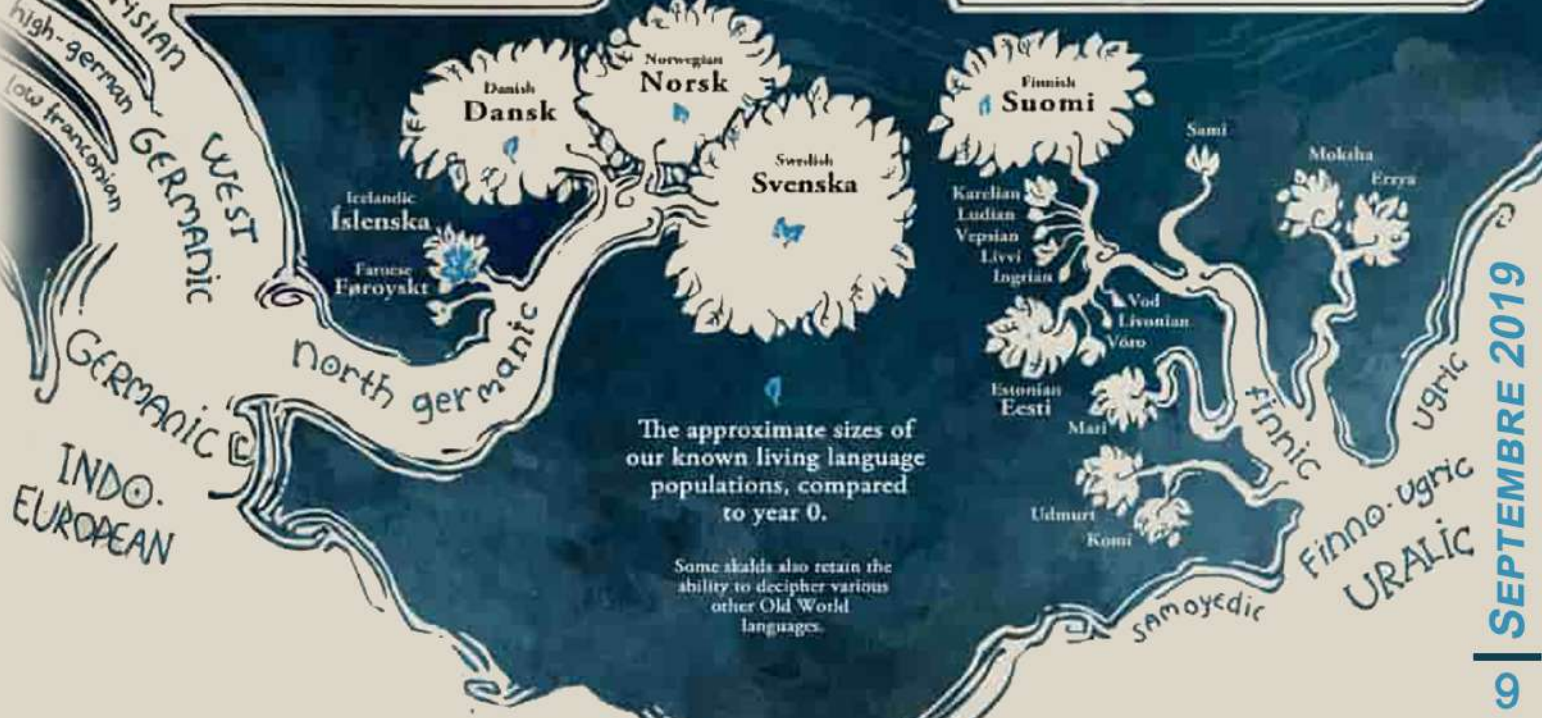 RISIAN
high-german
low franconian
GERMANIC
WEST
GERMANIC
GERMANIC
INDO-
EUROPEAN
north germanic
Danish
Dansk
Norwegian
Norsk
Swedish
Svenska
Icelandic
Íslenska
Faroese
Føroyskt
The approximate sizes of
our known living language
populations, compared
to year 0.
Some skalds also retain the
ability to decipher various
other Old World
languages.
Finnish
Suomi
Sami
Moksha
Erzya
Karelian
Ludian
Vepsian
Livvi
Ingrian
Vod
Livonian
Võro
Estonian
Eesti
Mari
Udmurt
Komi
finnic
ugric
Finno-Ugric
URALIC
samoyedic
9 | SEPTEMBRE 2019